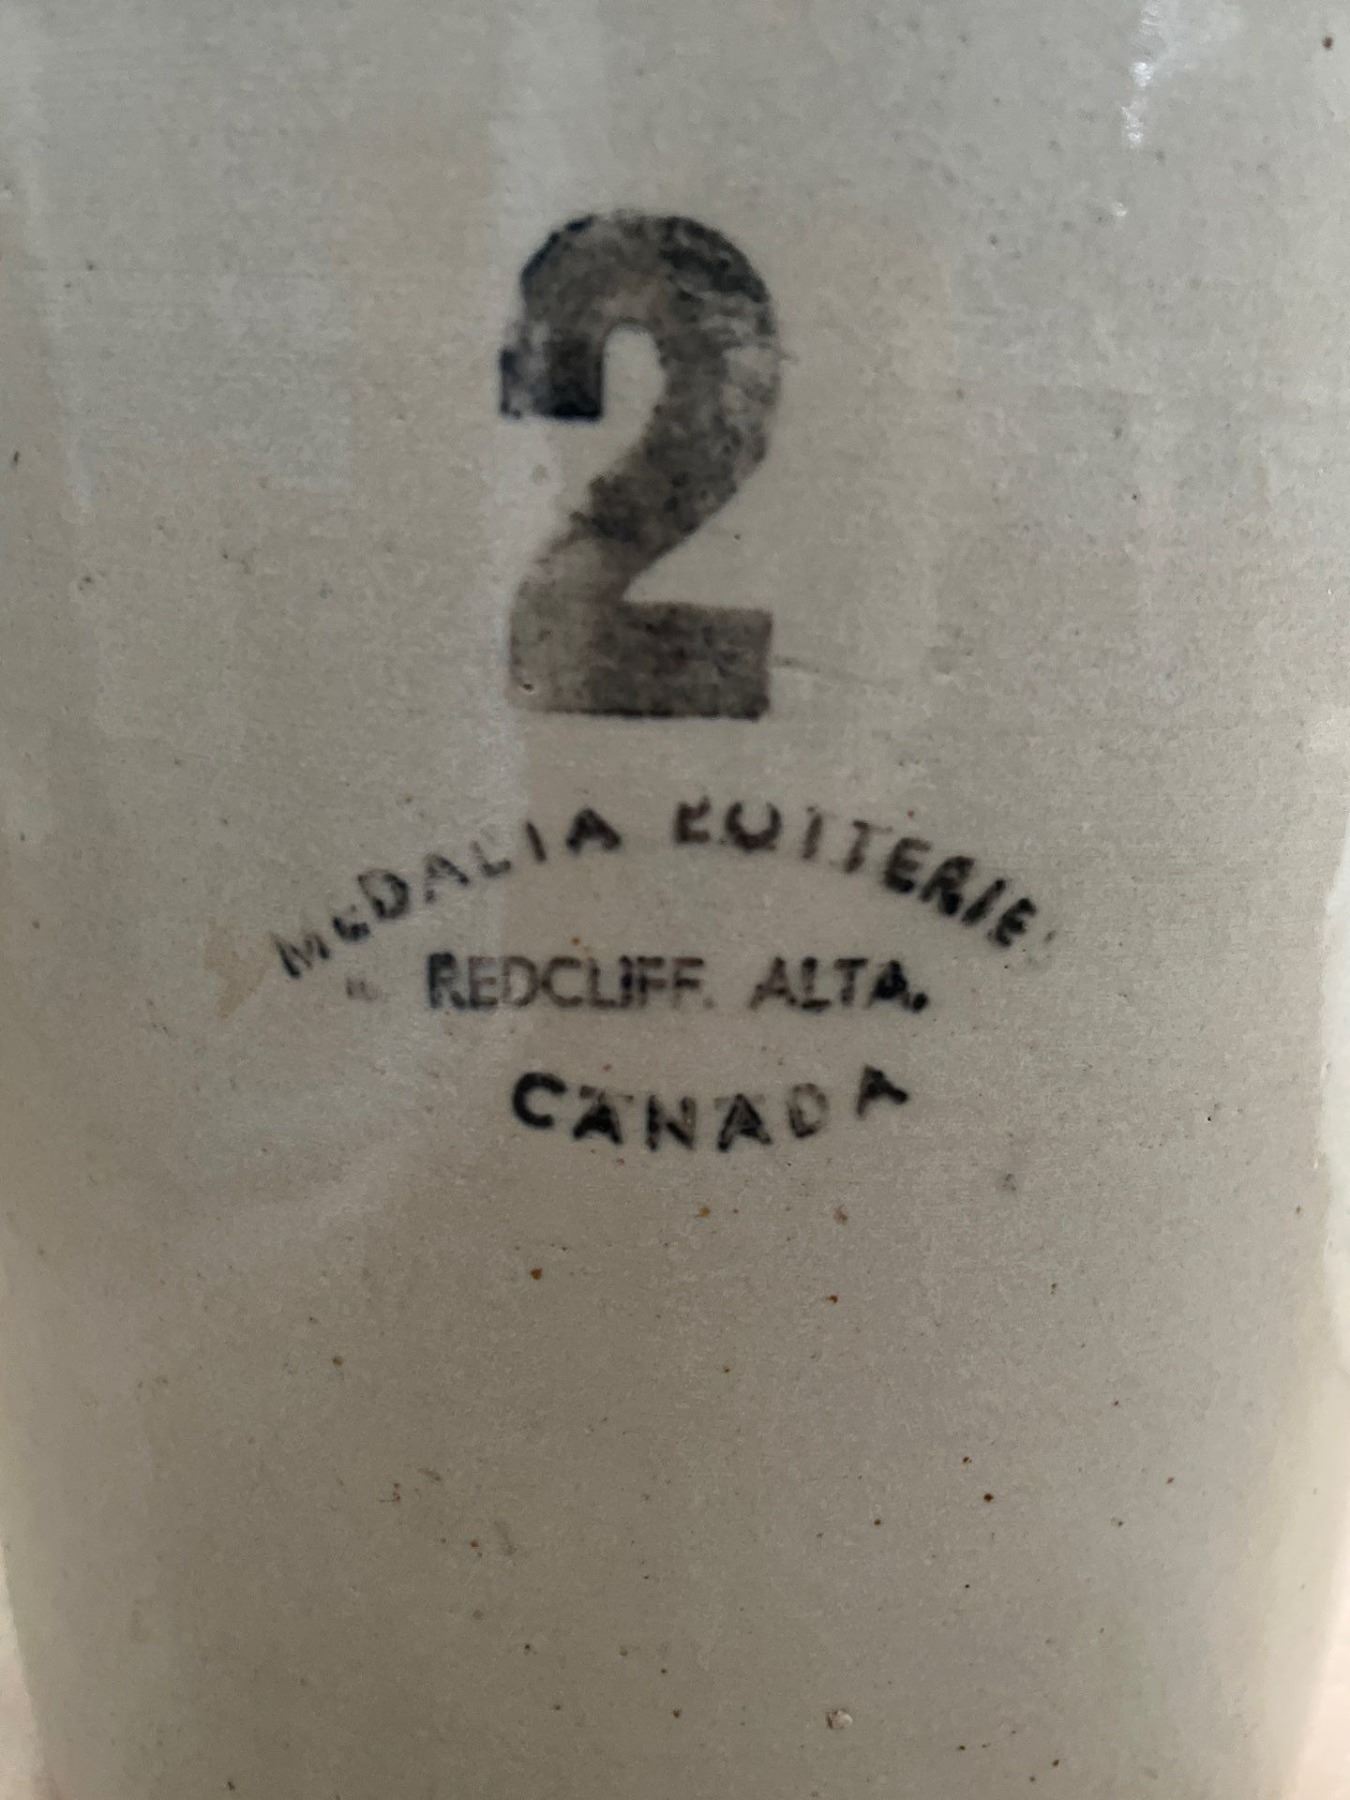 2
MEDALTA POTTERIES
REDCLIFF. ALTA.
CANADA